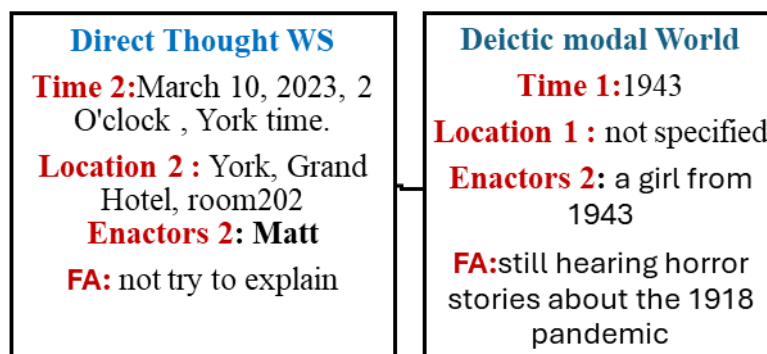 Direct Thought WS
Time 2:March 10, 2023, 2
O'clock , York time.
Location 2 : York, Grand
Hotel, room202
Enactors 2: Matt
FA: not try to explain
Deictic modal World
Time 1:1943
Location 1 : not specified
Enactors 2: a girl from
1943
FA:still hearing horror
stories about the 1918
pandemic